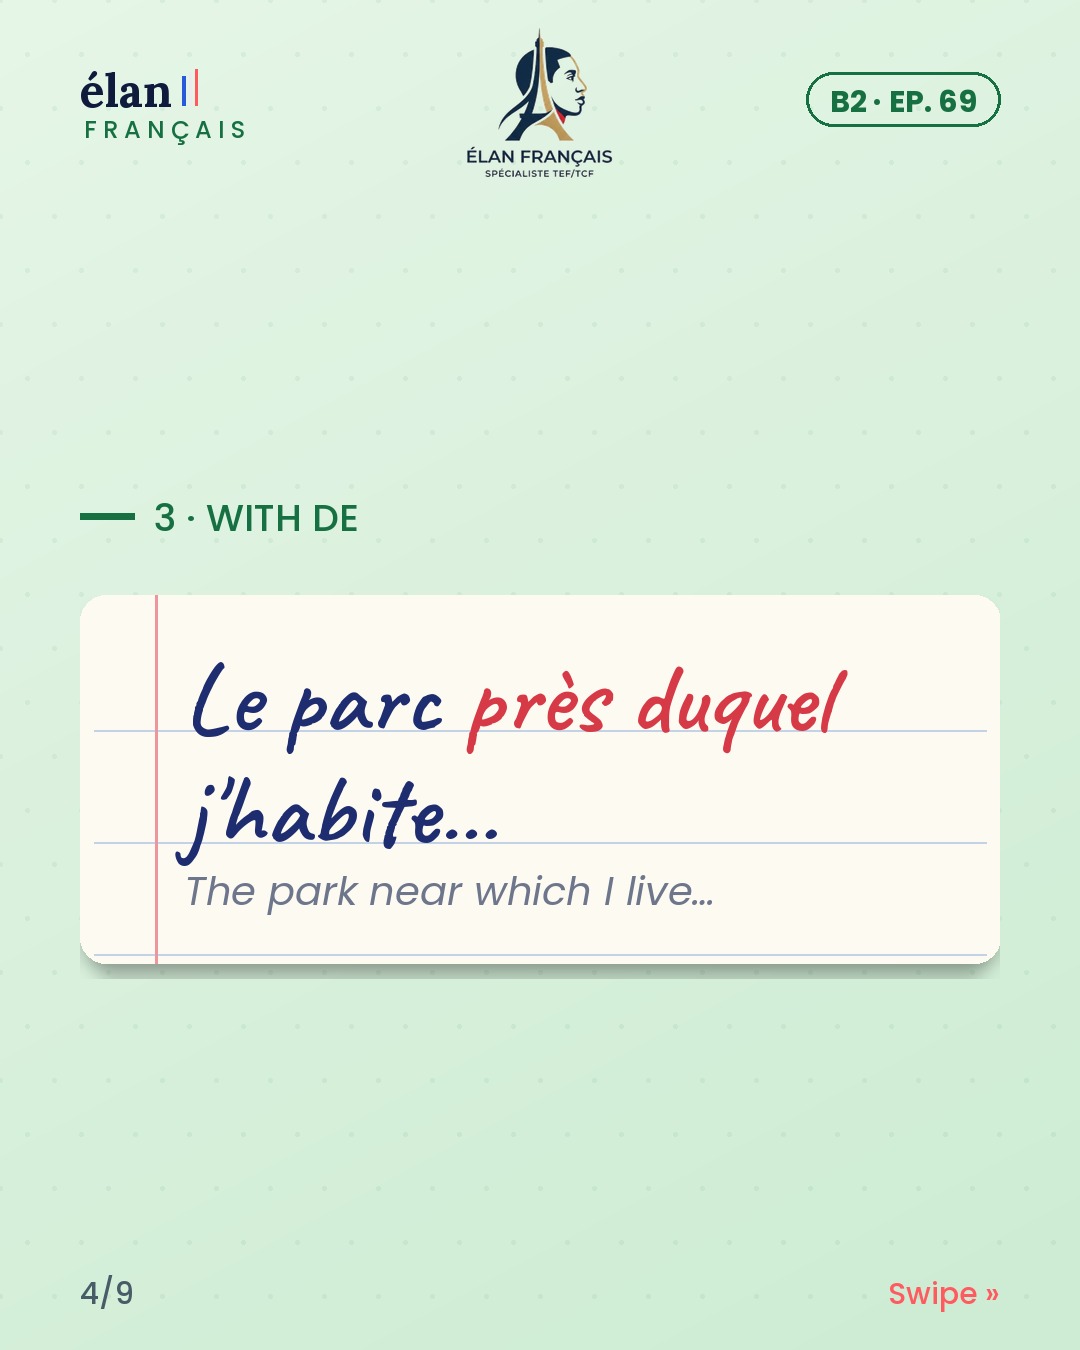 élan
FRANÇAIS
ÉLAN FRANÇAIS
SPÉCIALISTE TEF/TCF
B2 · EP. 69
3 · WITH DE
Le parc près duquel
j'habite...
The park near which I live...
4/9
Swipe »